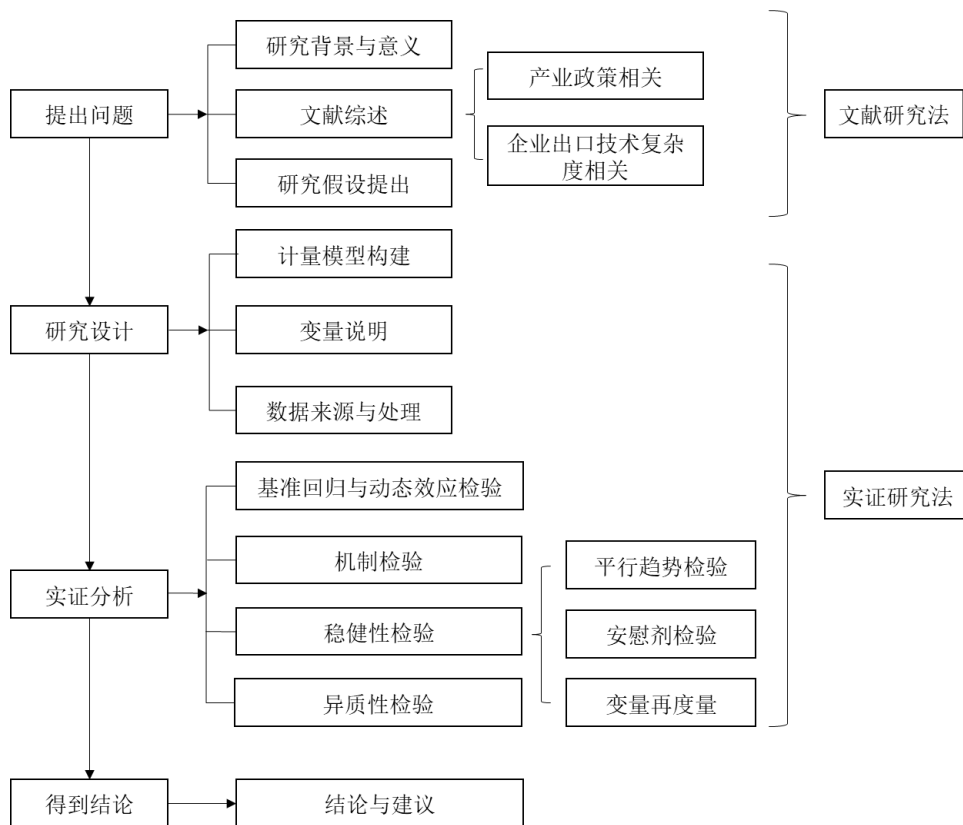 研究背景与意义
提出问题
文献综述
产业政策相关
企业出口技术复杂
度相关
文献研究法
研究假设提出
计量模型构建
研究设计
变量说明
数据来源与处理
基准回归与动态效应检验
实证研究法
机制检验
平行趋势检验
实证分析
稳健性检验
安慰剂检验
异质性检验
变量再度量
得到结论
结论与建议